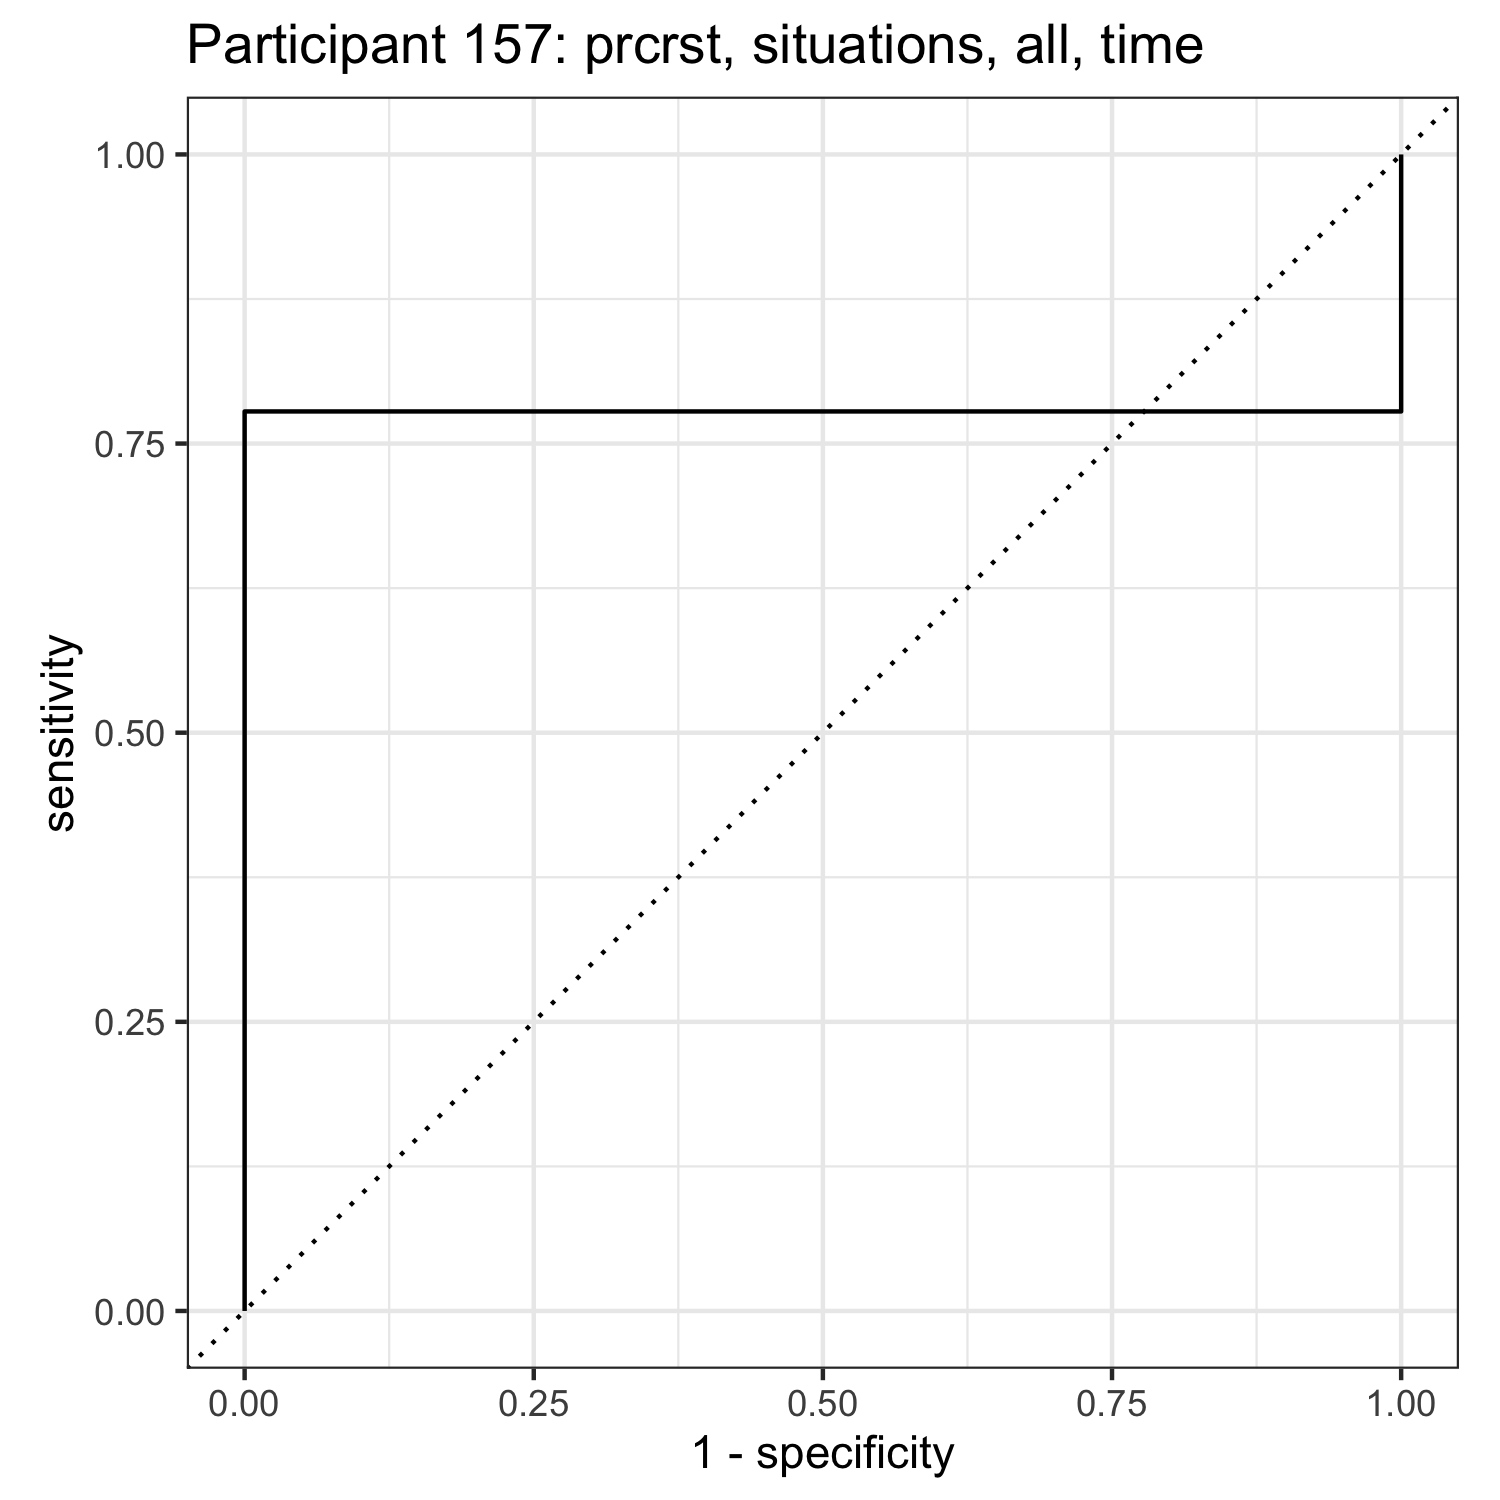 Participant 157: prcrst, situations, all, time
1.00
0.75
0.50
0.25
0.00
sensitivity
0.00 0.25 0.50 0.75 1.00
1 - specificity